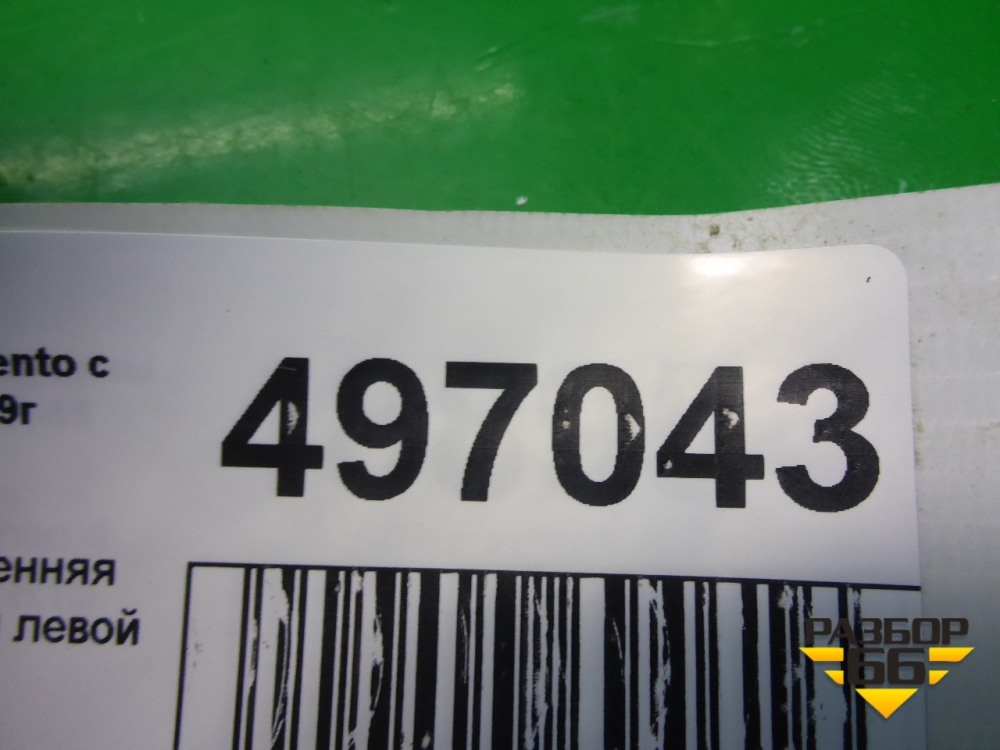 ento с
9г
497043
енняя
левой
РАЗБОР
66